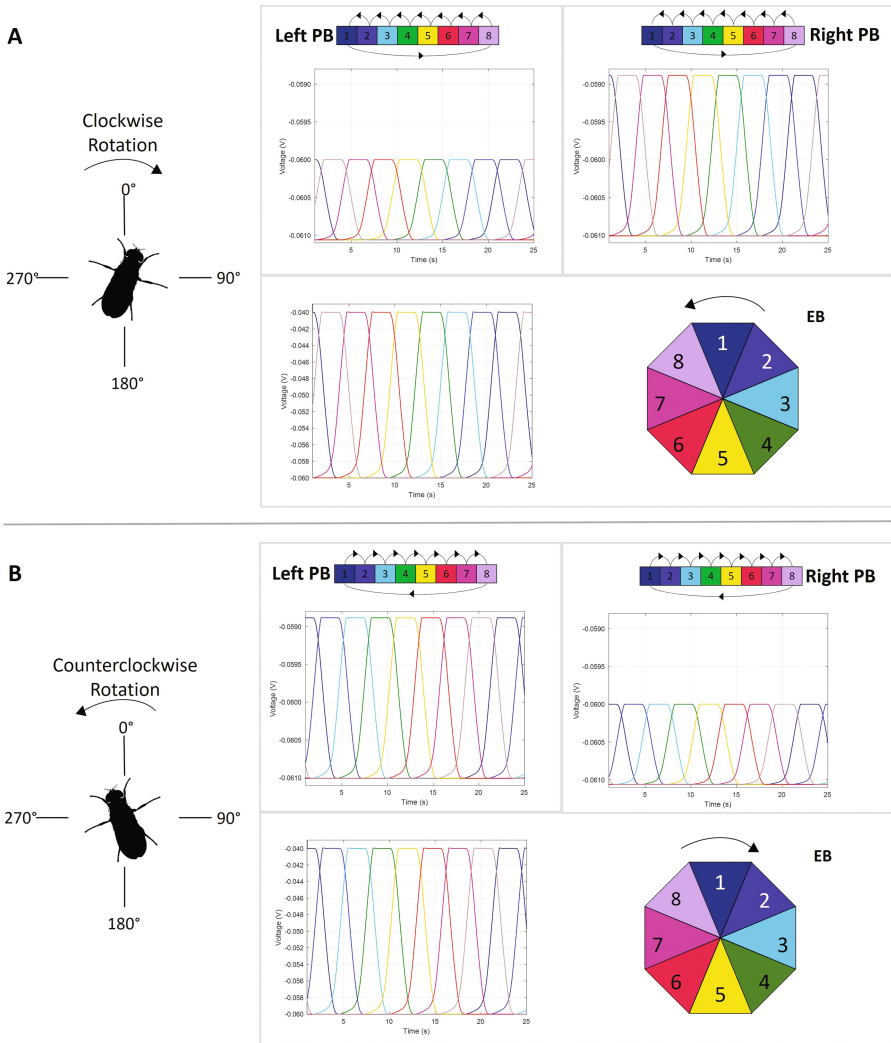 A
Clockwise
Rotation
0°
270°
90°
180°
Left PB
1 2 3 4 5 6 7 8
Voltage (V)
-0.0590
-0.0595
-0.0600
-0.0605
-0.0610
5 10 15 20 25
Time (s)
1 2 3 4 5 6 7 8
Right PB
Voltage (V)
-0.0590
-0.0595
-0.0600
-0.0605
-0.0610
5 10 15 20 25
Time (s)
Voltage (V)
-0.040
-0.042
-0.044
-0.046
-0.048
-0.050
-0.052
-0.054
-0.056
-0.058
-0.060
5 10 15 20 25
Time (s)
EB
1
2
3
4
5
6
7
8
B
Counterclockwise
Rotation
0°
270°
90°
180°
Left PB
1 2 3 4 5 6 7 8
Voltage (V)
-0.0590
-0.0595
-0.0600
-0.0605
-0.0610
5 10 15 20 25
Time (s)
1 2 3 4 5 6 7 8
Right PB
Voltage (V)
-0.0590
-0.0595
-0.0600
-0.0605
-0.0610
5 10 15 20 25
Time (s)
Voltage (V)
-0.040
-0.042
-0.044
-0.046
-0.048
-0.050
-0.052
-0.054
-0.056
-0.058
-0.060
5 10 15 20 25
Time (s)
EB
1
2
3
4
5
6
7
8